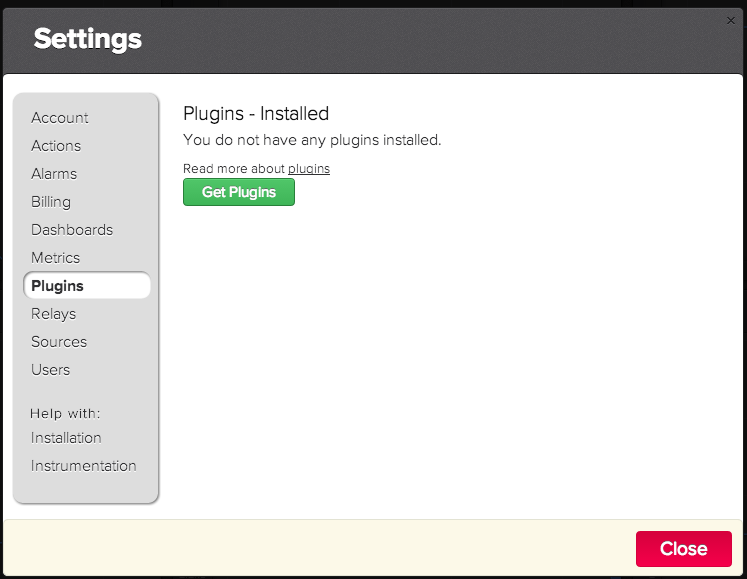 Settings
×
Account
Actions
Alarms
Billing
Dashboards
Metrics
Plugins
Relays
Sources
Users
Help with:
Installation
Instrumentation
Plugins - Installed
You do not have any plugins installed.
Read more about plugins
Get Plugins
Close